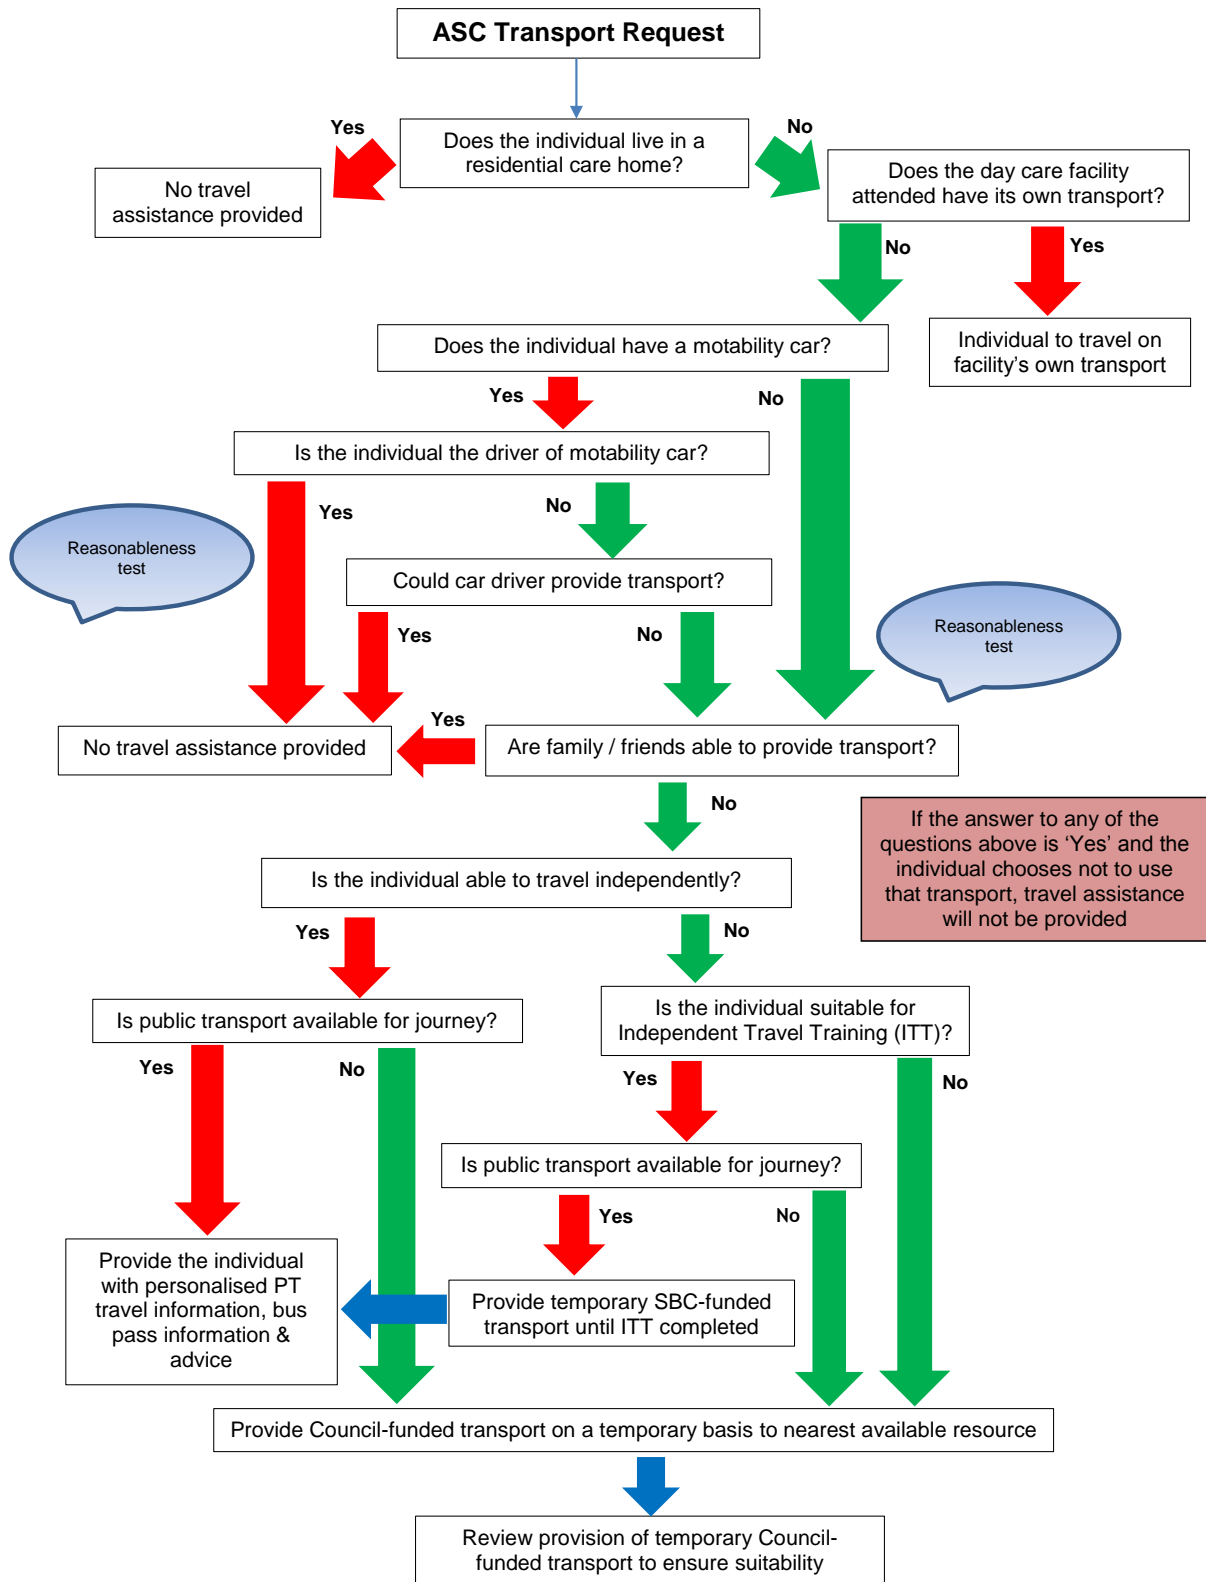 ASC Transport Request
Yes
Does the individual live in a
residential care home?
No
No travel
assistance provided
Does the day care facility
attended have its own transport?
No
Yes
Does the individual have a motability car?
Individual to travel on
facility’s own transport
Yes
No
Is the individual the driver of motability car?
Yes
No
Reasonableness
test
Could car driver provide transport?
Yes
No
Reasonableness
test
Yes
No travel assistance provided
Are family / friends able to provide transport?
No
If the answer to any of the
questions above is ‘Yes’ and the
individual chooses not to use
that transport, travel assistance
will not be provided
Is the individual able to travel independently?
Yes
No
Is public transport available for journey?
Is the individual suitable for
Independent Travel Training (ITT)?
Yes
No
Yes
No
Is public transport available for journey?
Yes
No
Provide the individual
with personalised PT
travel information, bus
pass information &
advice
Provide temporary SBC-funded
transport until ITT completed
Provide Council-funded transport on a temporary basis to nearest available resource
Review provision of temporary Council-
funded transport to ensure suitability